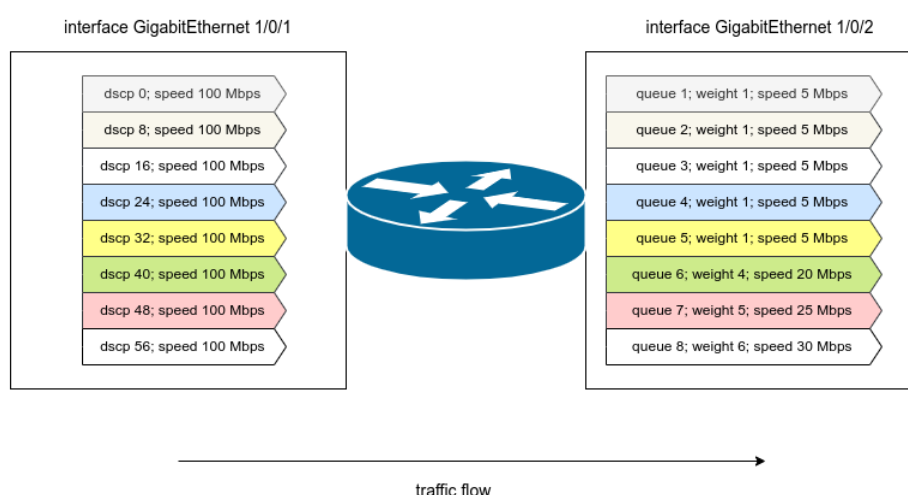 interface GigabitEthernet 1/0/1
interface GigabitEthernet 1/0/2
dscp 0; speed 100 Mbps
dscp 8; speed 100 Mbps
dscp 16; speed 100 Mbps
dscp 24; speed 100 Mbps
dscp 32; speed 100 Mbps
dscp 40; speed 100 Mbps
dscp 48; speed 100 Mbps
dscp 56; speed 100 Mbps
queue 1; weight 1; speed 5 Mbps
queue 2; weight 1; speed 5 Mbps
queue 3; weight 1; speed 5 Mbps
queue 4; weight 1; speed 5 Mbps
queue 5; weight 1; speed 5 Mbps
queue 6; weight 4; speed 20 Mbps
queue 7; weight 5; speed 25 Mbps
queue 8; weight 6; speed 30 Mbps
traffic flow